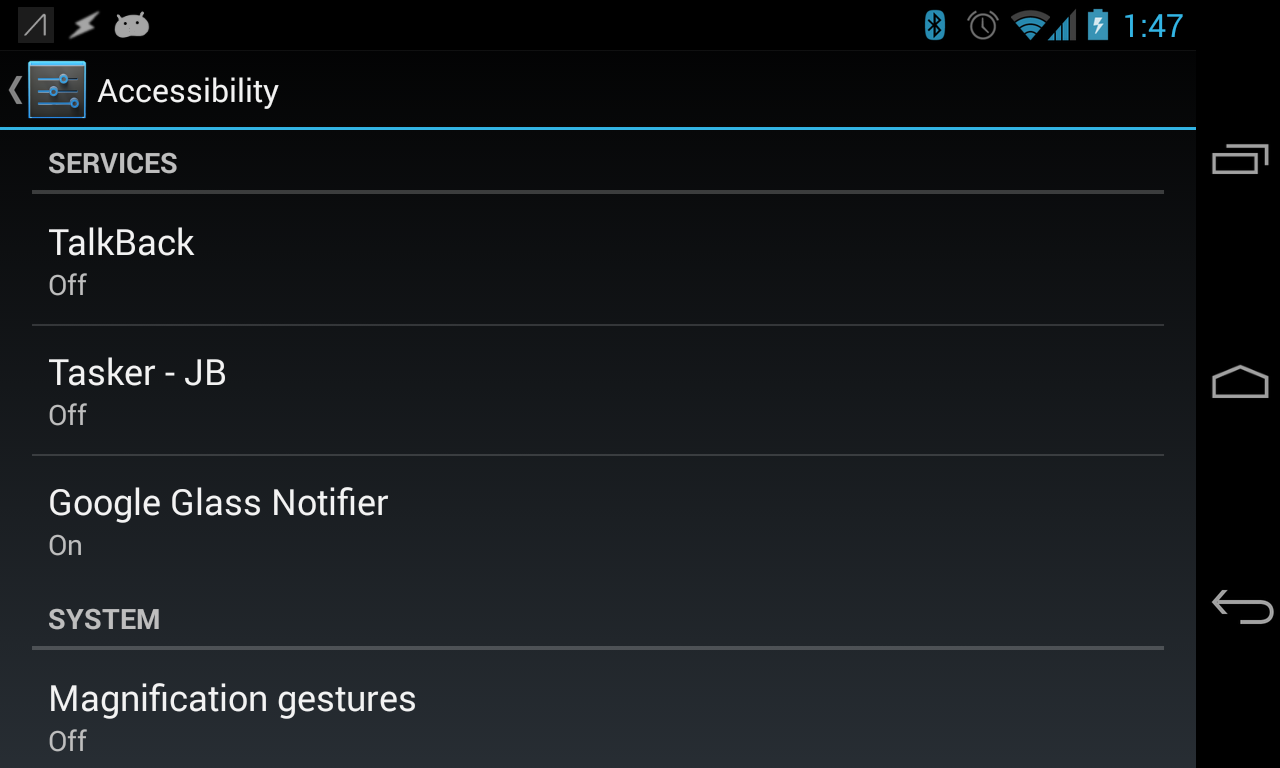 1:47
Accessibility
SERVICES
TalkBack
Off
Tasker - JB
Off
Google Glass Notifier
On
SYSTEM
Magnification gestures
Off